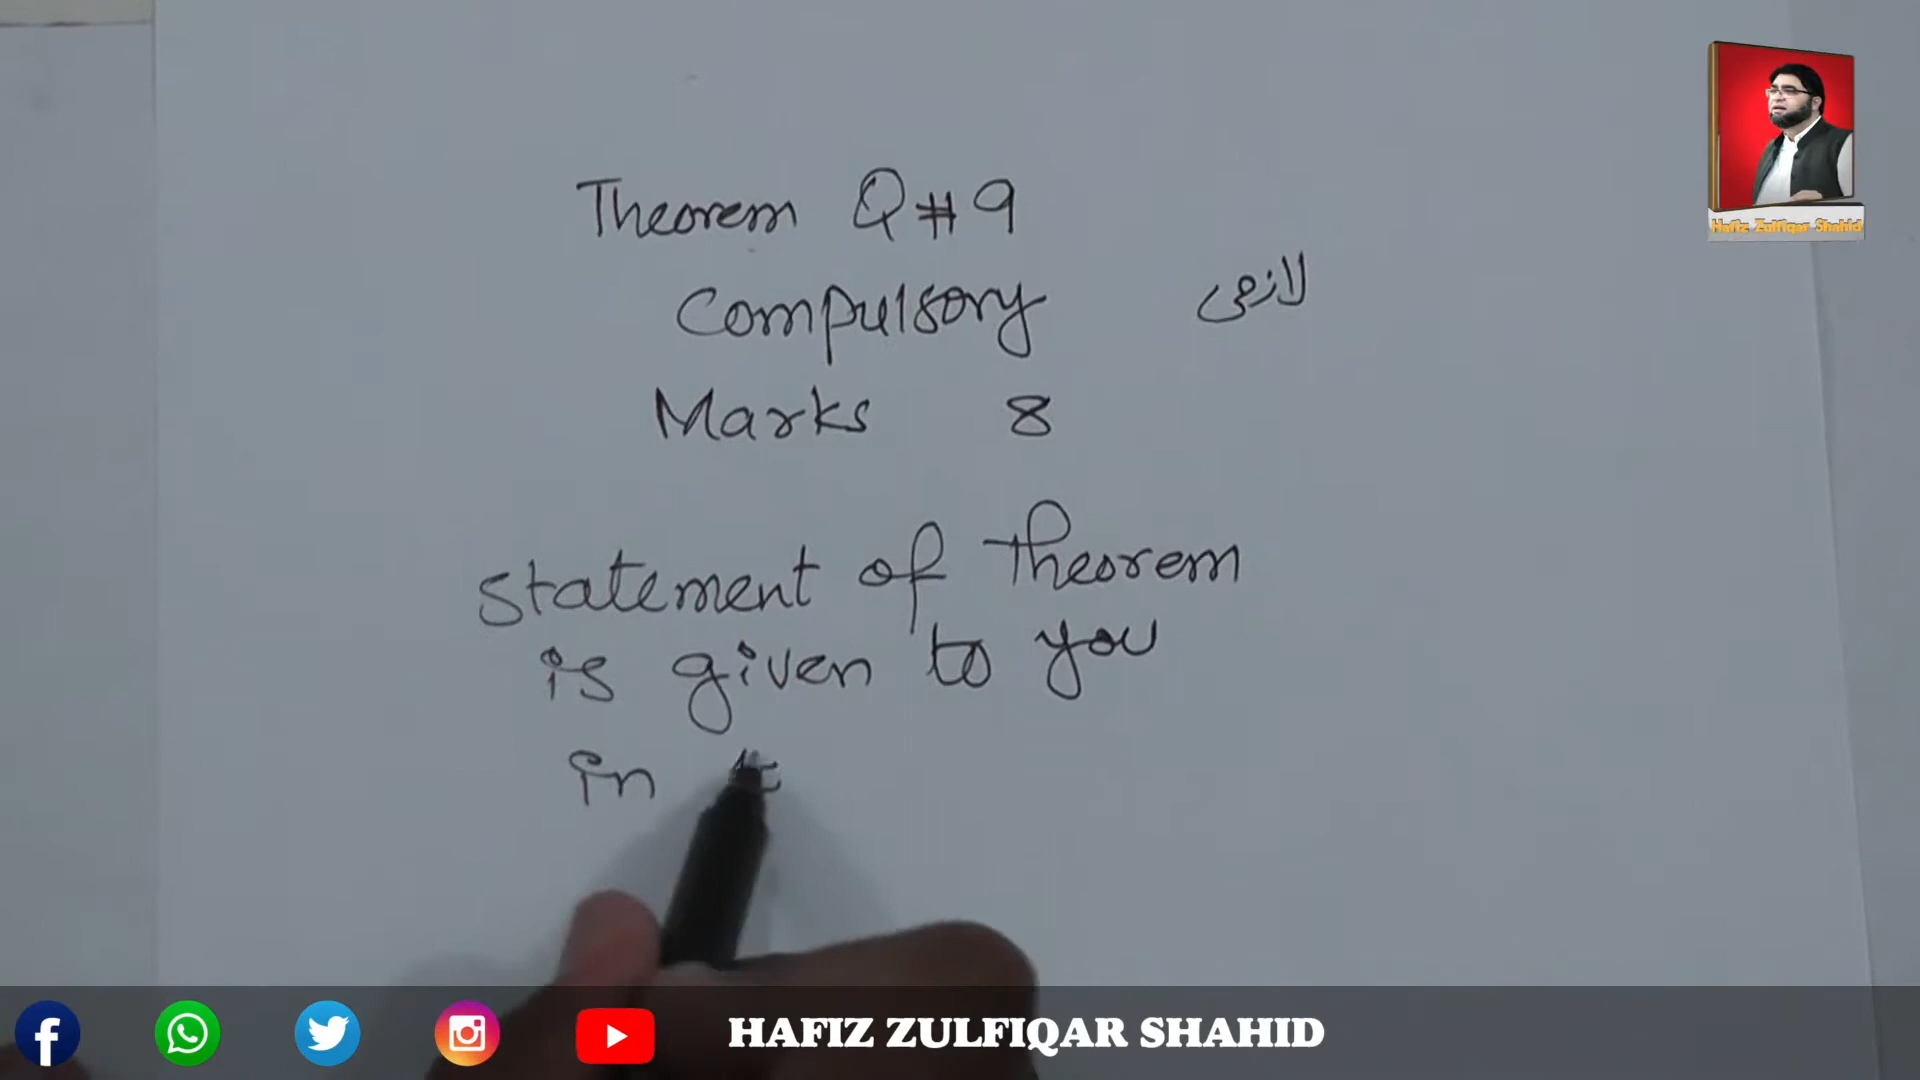 Theorem Q#9
Compulsory لازمی
Marks 8
Statement of Theorem
is given to you
in
Hafiz Zulfiqar Shahid
HAFIZ ZULFIQAR SHAHID